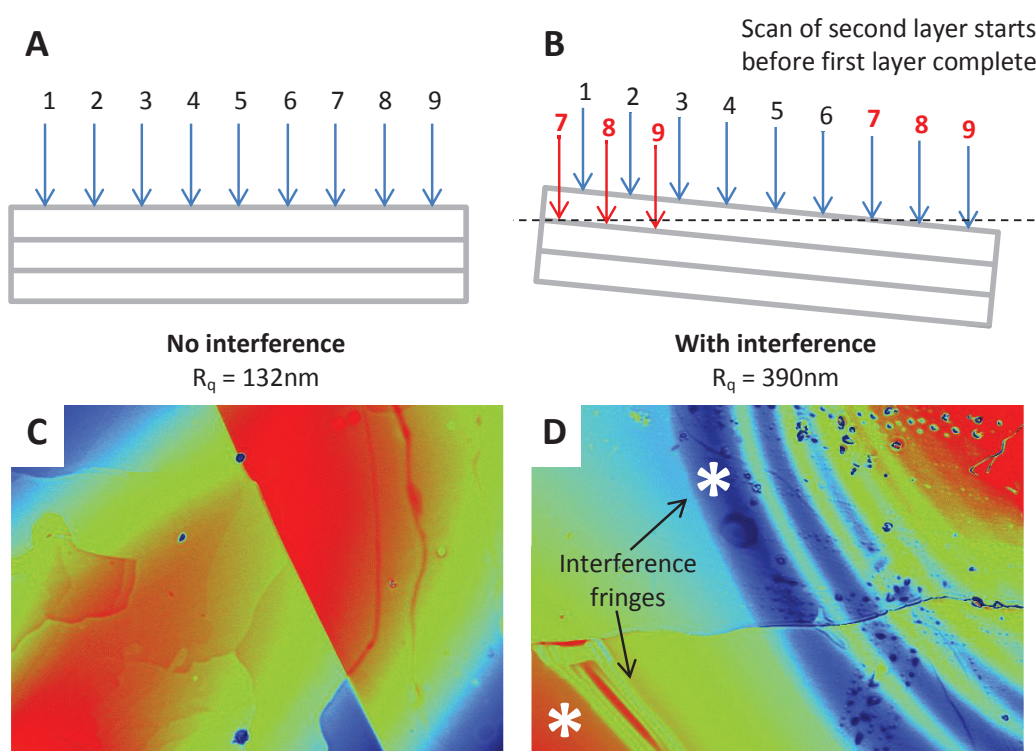 A
1 2 3 4 5 6 7 8 9
No interference
Rq = 132nm
B
Scan of second layer starts
before first layer complete
1 2 3 4 5 6 7 8 9
7 8 9
With interference
Rq = 390nm
C
D
*
Interference
fringes
*